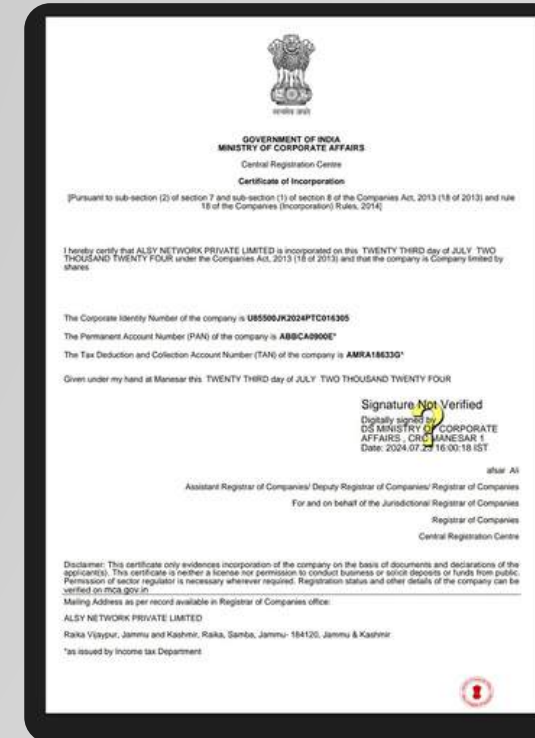 सत्यमेव जयते
GOVERNMENT OF INDIA
MINISTRY OF CORPORATE AFFAIRS
Central Registration Centre
Certificate of Incorporation
[Pursuant to sub-section (2) of section 7 and sub-section (1) of section 8 of the Companies Act, 2013 (18 of 2013) and rule
18 of the Companies (Incorporation) Rules, 2014]
I hereby certify that ALSY NETWORK PRIVATE LIMITED is incorporated on this TWENTY THIRD day of JULY TWO
THOUSAND TWENTY FOUR under the Companies Act, 2013 (18 of 2013) and that the company is Company limited by
shares
The Corporate Identity Number of the company is U85500JK2024PTC016305
The Permanent Account Number (PAN) of the company is ABBCA0900E*
The Tax Deduction and Collection Account Number (TAN) of the company is AMRA18633G*
Given under my hand at Manesar this TWENTY THIRD day of JULY TWO THOUSAND TWENTY FOUR
Signature Not Verified
?
Digitally signed by
DS MINISTRY OF CORPORATE
AFFAIRS , CRC MANESAR 1
Date: 2024.07.23 16:00:18 IST
afsar Ali
Assistant Registrar of Companies/ Deputy Registrar of Companies/ Registrar of Companies
For and on behalf of the Jurisdictional Registrar of Companies
Registrar of Companies
Central Registration Centre
Disclaimer: This certificate only evidences incorporation of the company on the basis of documents and declarations of the
applicant(s). This certificate is neither a license nor permission to conduct business or solicit deposits or funds from public.
Permission of sector regulator is necessary wherever required. Registration status and other details of the company can be
verified on mca.gov.in
Mailing Address as per record available in Registrar of Companies office:
ALSY NETWORK PRIVATE LIMITED
Raika Vijaypur, Jammu and Kashmir, Raika, Samba, Jammu- 184120, Jammu & Kashmir
*as issued by Income tax Department